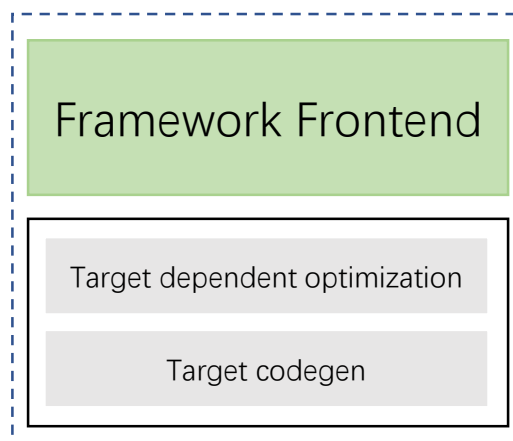 Framework Frontend
Target dependent optimization
Target codegen